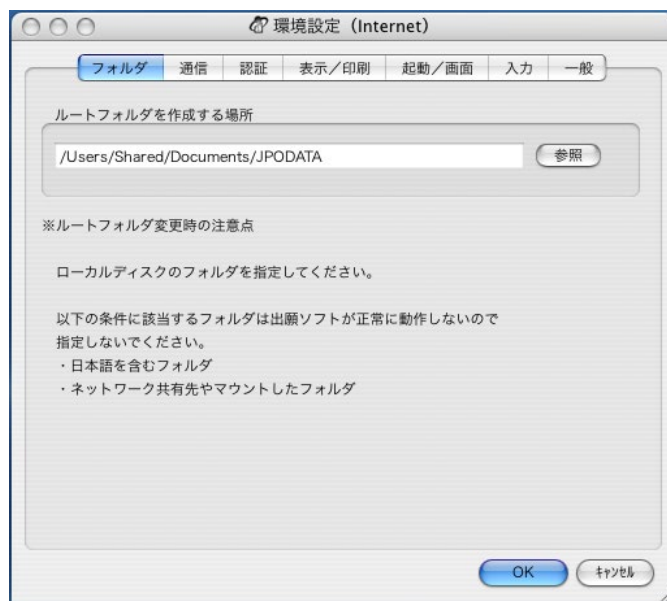 環境設定（Internet）
フォルダ 通信 認証 表示／印刷 起動／画面 入力 一般
ルートフォルダを作成する場所
/Users/Shared/Documents/JPODATA 参照
※ルートフォルダ変更時の注意点
ローカルディスクのフォルダを指定してください。
以下の条件に該当するフォルダは出願ソフトが正常に動作しないので
指定しないでください。
・日本語を含むフォルダ
・ネットワーク共有先やマウントしたフォルダ
OK ｷｬﾝｾﾙ